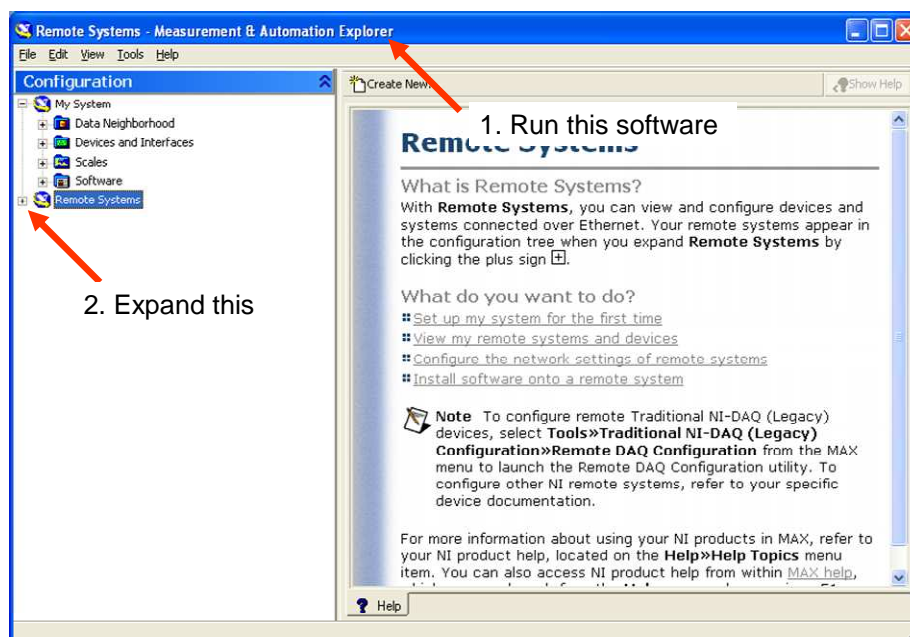 Remote Systems - Measurement & Automation Explorer
File Edit View Tools Help
Configuration
My System
Data Neighborhood
Devices and Interfaces
Scales
Software
Remote Systems
2. Expand this
Create New
Show Help
1. Run this software
Remote Systems
What is Remote Systems?
With Remote Systems, you can view and configure devices and
systems connected over Ethernet. Your remote systems appear in
the configuration tree when you expand Remote Systems by
clicking the plus sign +.
What do you want to do?
Set up my system for the first time
View my remote systems and devices
Configure the network settings of remote systems
Install software onto a remote system
Note To configure remote Traditional NI-DAQ (Legacy)
devices, select Tools»Traditional NI-DAQ (Legacy)
Configuration»Remote DAQ Configuration from the MAX
menu to launch the Remote DAQ Configuration utility. To
configure other NI remote systems, refer to your specific
device documentation.
For more information about using your NI products in MAX, refer to
your NI product help, located on the Help»Help Topics menu
item. You can also access NI product help from within MAX help,
Help